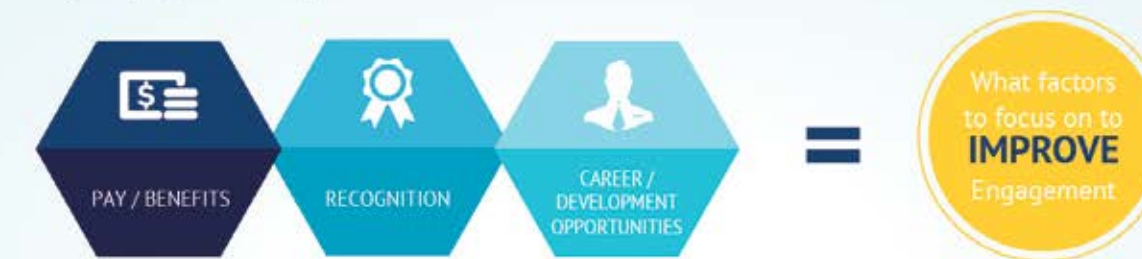 PAY / BENEFITS
RECOGNITION
CAREER /
DEVELOPMENT
OPPORTUNITIES
=
What factors
to focus on to
IMPROVE
Engagement